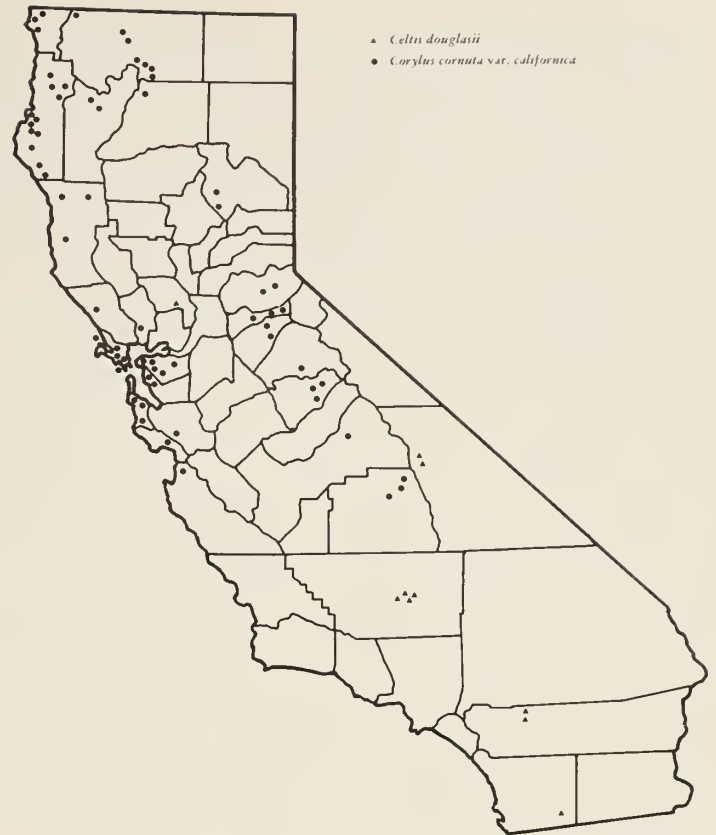 ▲ Celtis douglasii
● Corylus cornuta var. californica